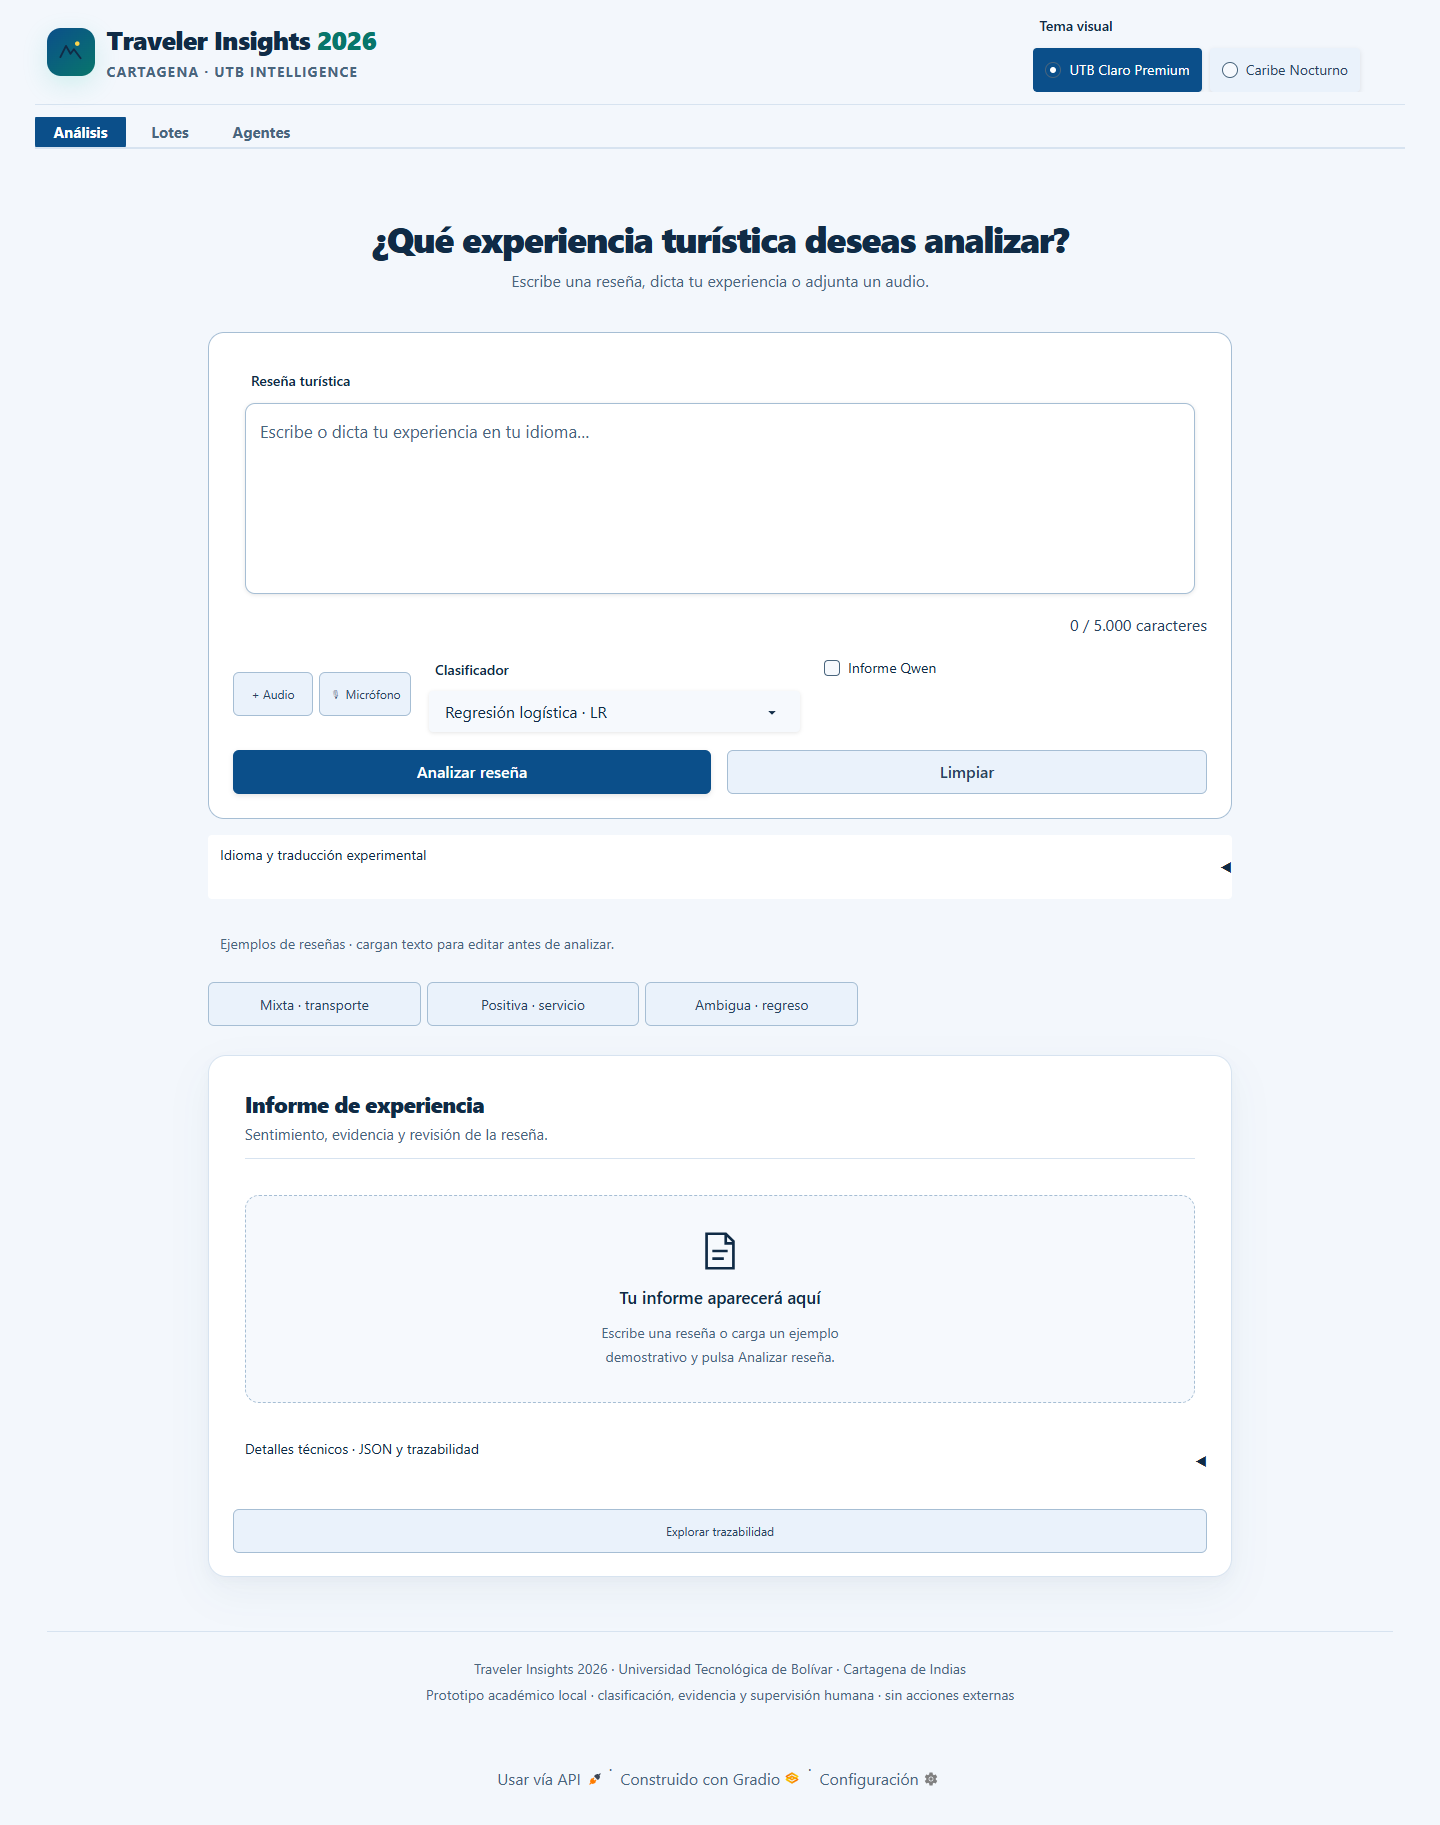 Traveler Insights 2026
CARTAGENA · UTB INTELLIGENCE
Tema visual
UTB Claro Premium
Caribe Nocturno
Análisis
Lotes
Agentes
¿Qué experiencia turística deseas analizar?
Escribe una reseña, dicta tu experiencia o adjunta un audio.
Reseña turística
Escribe o dicta tu experiencia en tu idioma...
0 / 5.000 caracteres
+ Audio
Micrófono
Clasificador
Regresión logística · LR
Informe Qwen
Analizar reseña
Limpiar
Idioma y traducción experimental
Ejemplos de reseñas · cargan texto para editar antes de analizar.
Mixta · transporte
Positiva · servicio
Ambigua · regreso
Informe de experiencia
Sentimiento, evidencia y revisión de la reseña.
Tu informe aparecerá aquí
Escribe una reseña o carga un ejemplo
demostrativo y pulsa Analizar reseña.
Detalles técnicos · JSON y trazabilidad
Explorar trazabilidad
Traveler Insights 2026 · Universidad Tecnológica de Bolívar · Cartagena de Indias
Prototipo académico local · clasificación, evidencia y supervisión humana · sin acciones externas
Usar vía API · Construido con Gradio · Configuración